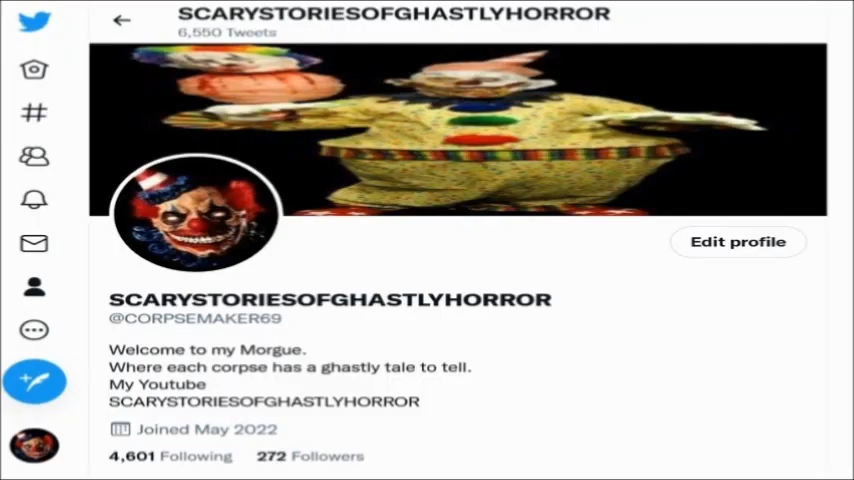 SCARYSTORIESOFGHASTLYHORROR
6,550 Tweets
Edit profile
SCARYSTORIESOFGHASTLYHORROR
@CORPSEMAKER69
Welcome to my Morgue.
Where each corpse has a ghastly tale to tell.
My Youtube
SCARYSTORIESOFGHASTLYHORROR
Joined May 2022
4,601 Following 272 Followers